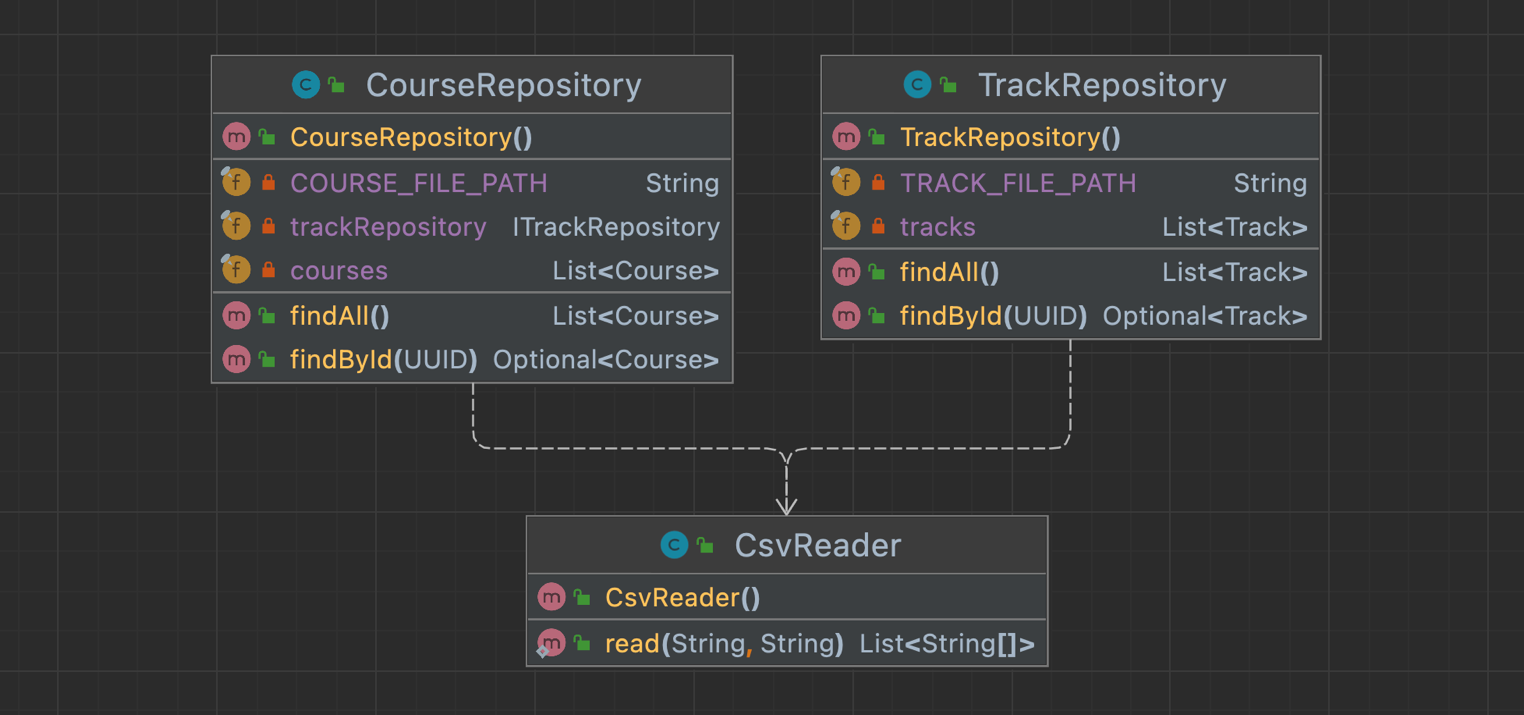 CourseRepository
CourseRepository()
COURSE_FILE_PATH String
trackRepository ITrackRepository
courses List<Course>
findAll() List<Course>
findById(UUID) Optional<Course>
TrackRepository
TrackRepository()
TRACK_FILE_PATH String
tracks List<Track>
findAll() List<Track>
findById(UUID) Optional<Track>
CsvReader
CsvReader()
read(String, String) List<String[]>